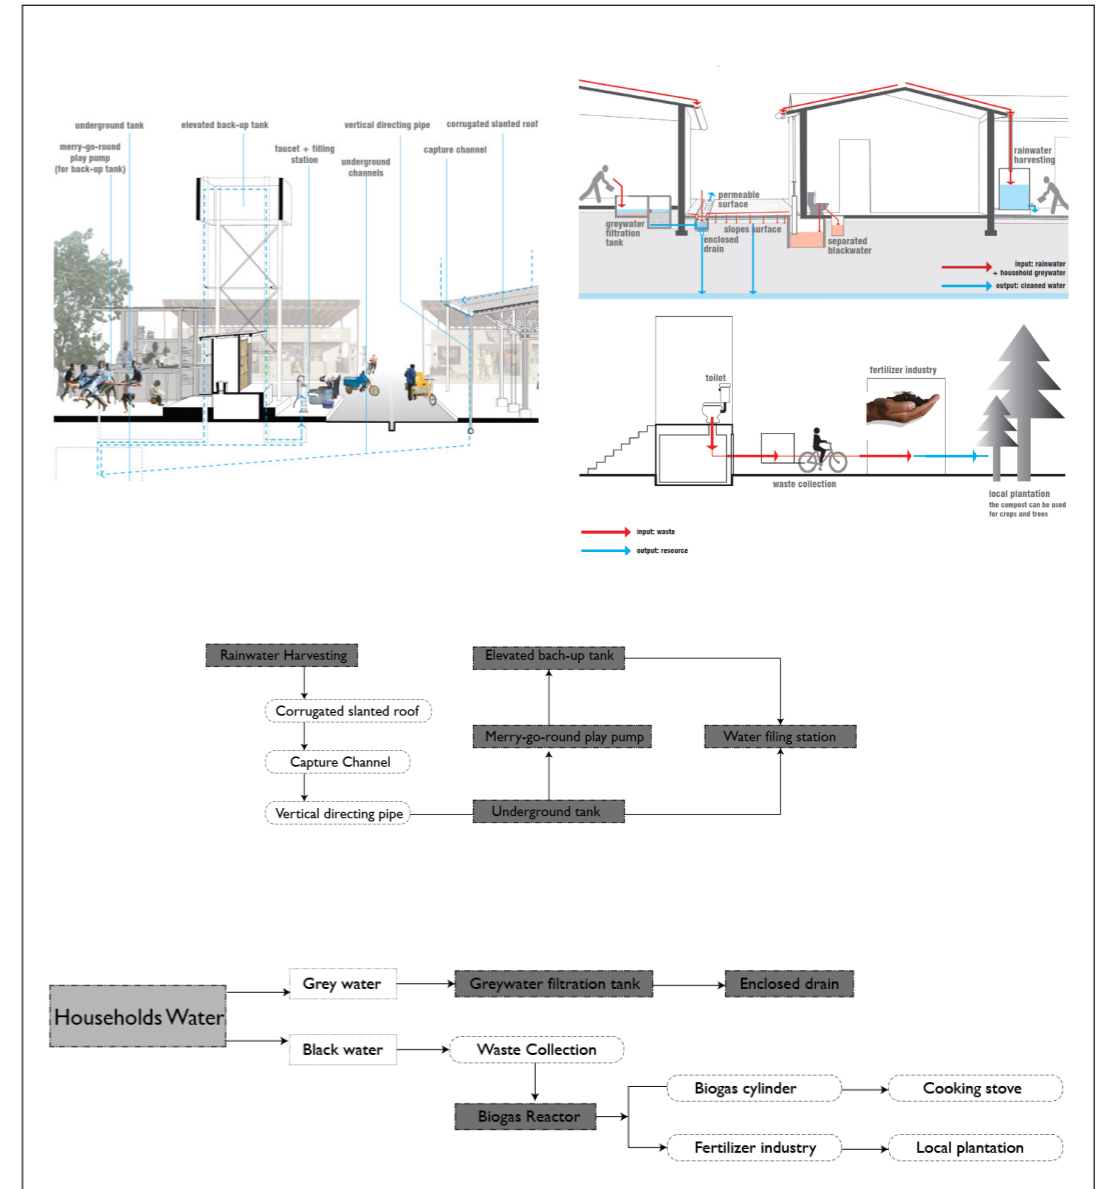 underground tank
elevated back-up tank
vertical directing pipe
corrugated slanted roof
merry-go-round
play pump
(for back-up tank)
faucet + filling
station
underground
channels
capture channel
rainwater
harvesting
permeable
surface
greywater
filtration
tank
slopes surface
enclosed
drain
separated
blackwater
input: rainwater
+ household greywater
output: cleaned water
toilet
fertilizer industry
waste collection
local plantation
the compost can be used
for crops and trees
input: waste
output: resource
Rainwater Harvesting
Elevated bach-up tank
Corrugated slanted roof
Merry-go-round play pump
Water filing station
Capture Channel
Vertical directing pipe
Underground tank
Households Water
Grey water
Greywater filtration tank
Enclosed drain
Black water
Waste Collection
Biogas Reactor
Biogas cylinder
Cooking stove
Fertilizer industry
Local plantation